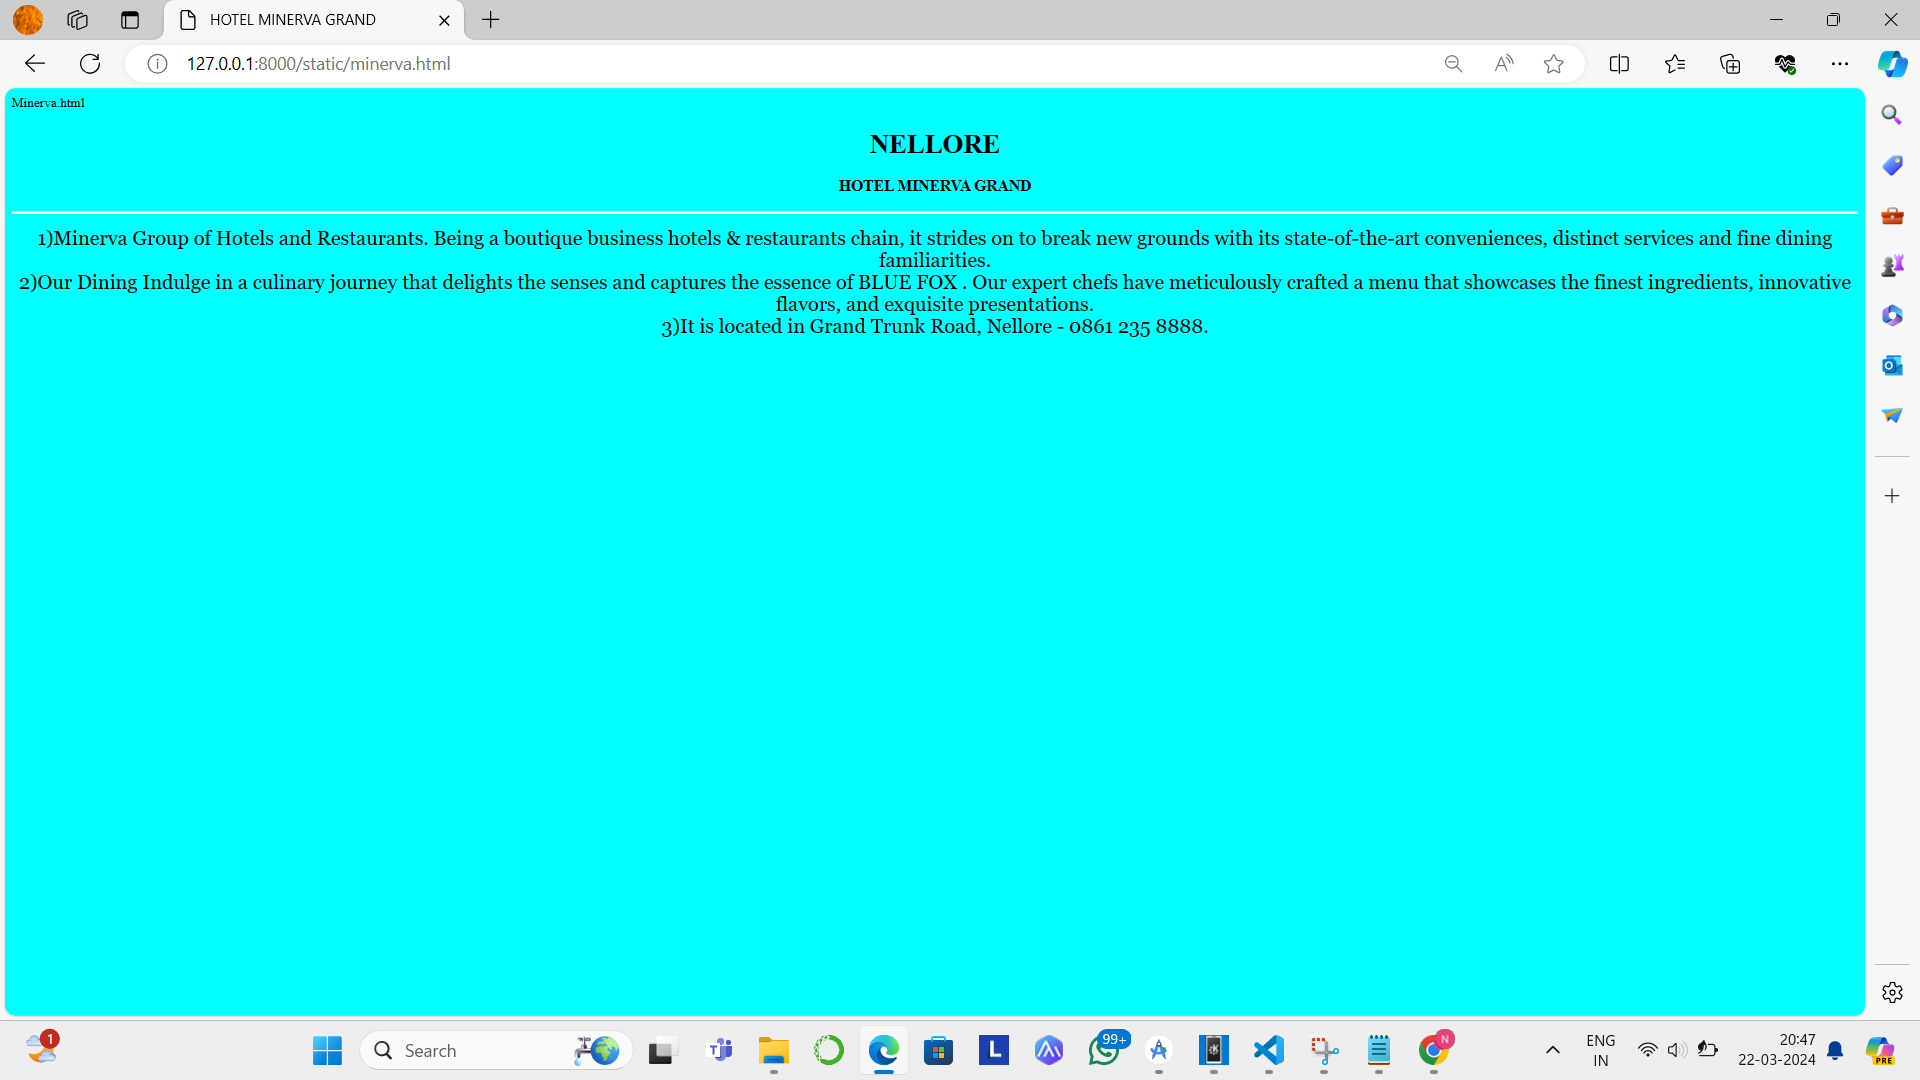 HOTEL MINERVA GRAND
127.0.0.1:8000/static/minerva.html
Minerva.html
NELLORE
HOTEL MINERVA GRAND
1)Minerva Group of Hotels and Restaurants. Being a boutique business hotels & restaurants chain, it strides on to break new grounds with its state-of-the-art conveniences, distinct services and fine dining
familiarities.
2)Our Dining Indulge in a culinary journey that delights the senses and captures the essence of BLUE FOX . Our expert chefs have meticulously crafted a menu that showcases the finest ingredients, innovative
flavors, and exquisite presentations.
3)It is located in Grand Trunk Road, Nellore - 0861 235 8888.
1
Search
L
99+
N
ENG
IN
20:47
22-03-2024
PRE